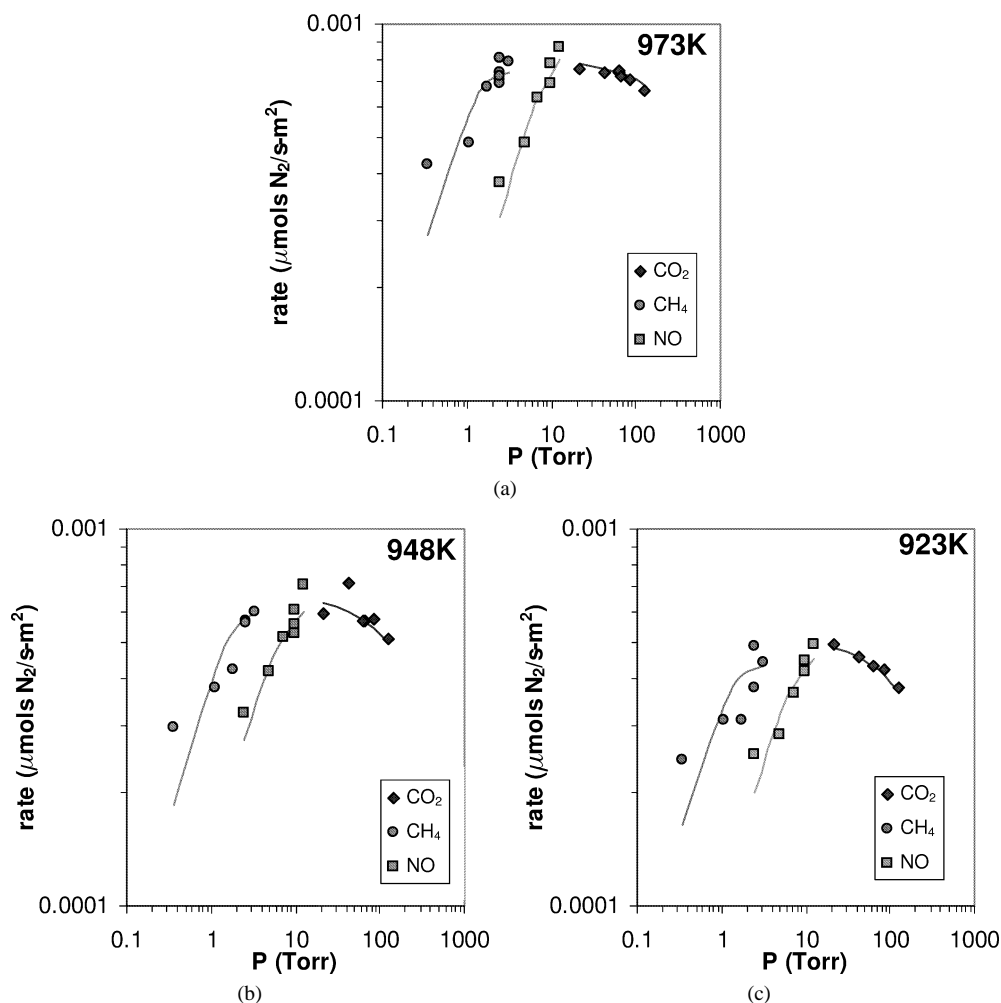 0.001
973K
rate (μmols N₂/s-m²)
CO₂
CH₄
NO
0.0001
0.1 1 10 100 1000
P (Torr)
(a)
0.001
948K
rate (μmols N₂/s-m²)
CO₂
CH₄
NO
0.0001
0.1 1 10 100 1000
P (Torr)
(b)
0.001
923K
rate (μmols N₂/s-m²)
CO₂
CH₄
NO
0.0001
0.1 1 10 100 1000
P (Torr)
(c)